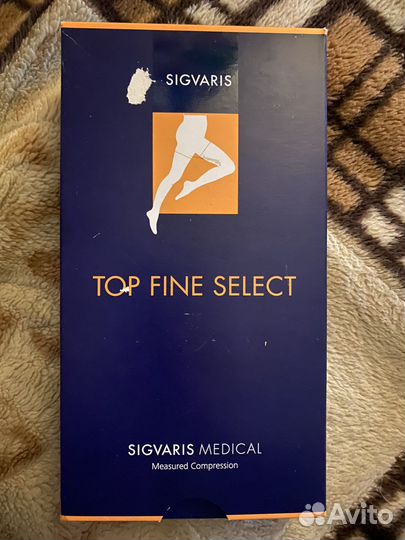 SIGVARIS
TOP FINE SELECT
SIGVARIS MEDICAL
Measured Compression
Avito